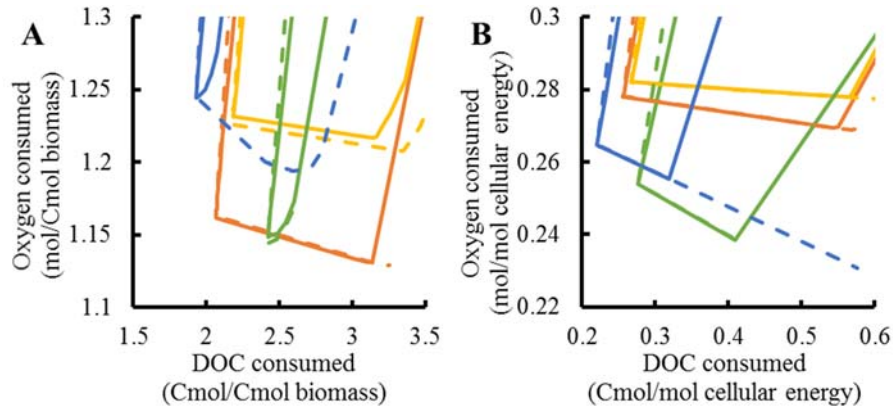 A
1.3
1.25
1.2
1.15
1.1
Oxygen consumed
(mol/Cmol biomass)
1.5
2
2.5
3
3.5
DOC consumed
(Cmol/Cmol biomass)
B
0.3
0.28
0.26
0.24
0.22
Oxygen consumed
(mol/mol cellular energty)
0.2
0.3
0.4
0.5
0.6
DOC consumed
(Cmol/mol cellular energy)